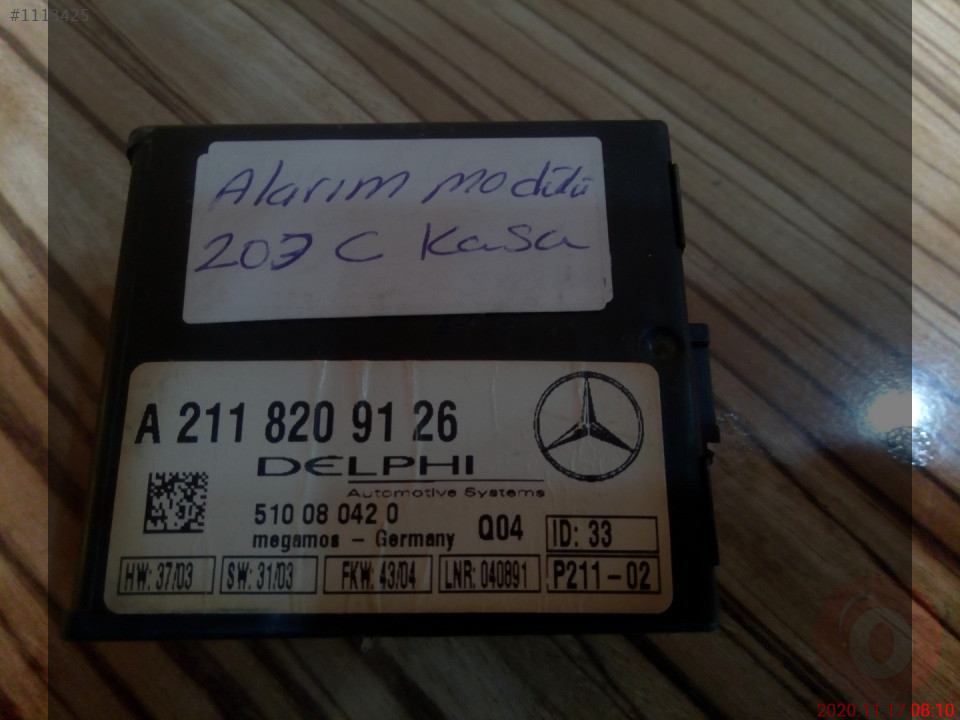 #1113425
Alarım modülü
203 C Kasa
A 211 820 91 26
DELPHI
Automotive Systems
510 08 042 0
megamos - Germany
Q04
ID: 33
HW: 37/03
SW: 31/03
FKW: 43/04
LNR: 040891
P211-02
2020.11.17 08:10